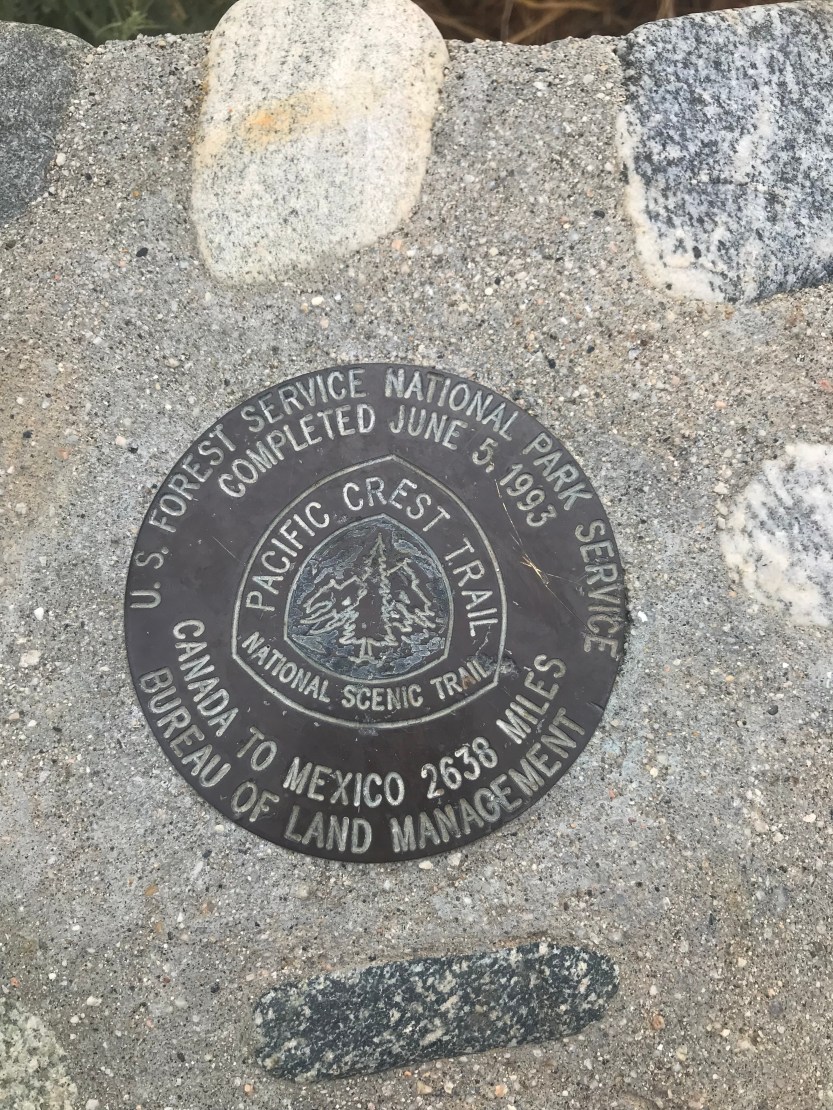 U. S. FOREST SERVICE NATIONAL PARK SERVICE
COMPLETED JUNE 5, 1993
PACIFIC CREST TRAIL
NATIONAL SCENIC TRAIL
CANADA TO MEXICO 2638 MILES
BUREAU OF LAND MANAGEMENT